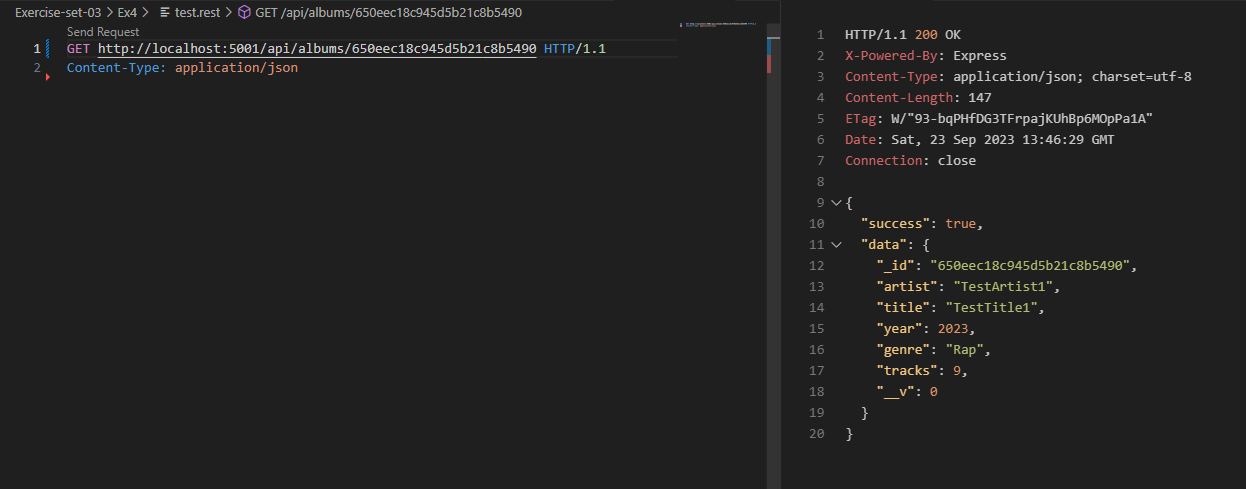 Exercise-set-03 > Ex4 > test.rest > GET /api/albums/650eec18c945d5b21c8b5490
Send Request
1 GET http://localhost:5001/api/albums/650eec18c945d5b21c8b5490 HTTP/1.1
2 Content-Type: application/json
1 HTTP/1.1 200 OK
2 X-Powered-By: Express
3 Content-Type: application/json; charset=utf-8
4 Content-Length: 147
5 ETag: W/"93-bqPHfDG3TFrpajKUhBp6MOpPa1A"
6 Date: Sat, 23 Sep 2023 13:46:29 GMT
7 Connection: close
8
9 {
10 "success": true,
11 "data": {
12 "_id": "650eec18c945d5b21c8b5490",
13 "artist": "TestArtist1",
14 "title": "TestTitle1",
15 "year": 2023,
16 "genre": "Rap",
17 "tracks": 9,
18 "__v": 0
19 }
20 }